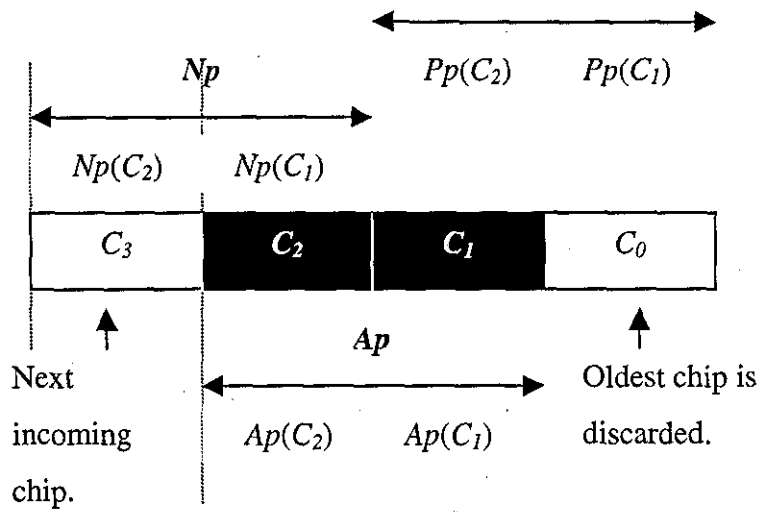 Np
Pp(C2) Pp(C1)
Np(C2) Np(C1)
C3 C2 C1 C0
Ap
Next
incoming
chip.
Ap(C2) Ap(C1)
Oldest chip is
discarded.